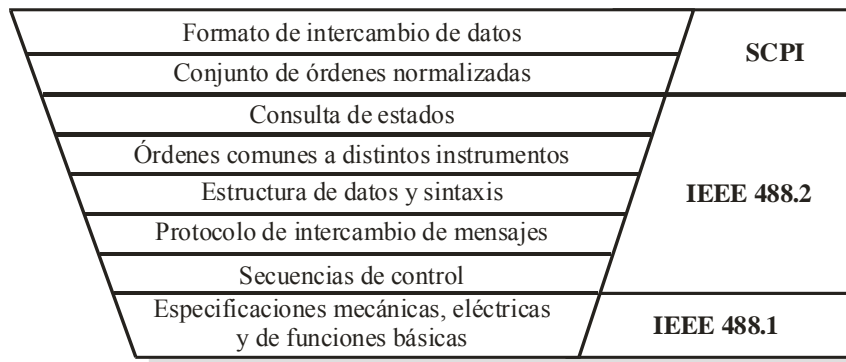 Formato de intercambio de datos
SCPI
Conjunto de órdenes normalizadas
Consulta de estados
Órdenes comunes a distintos instrumentos
Estructura de datos y sintaxis
IEEE 488.2
Protocolo de intercambio de mensajes
Secuencias de control
Especificaciones mecánicas, eléctricas
y de funciones básicas
IEEE 488.1